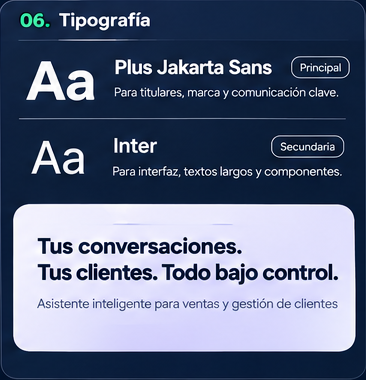 06. Tipografía
Aa
Plus Jakarta Sans
Principal
Para titulares, marca y comunicación clave.
Aa
Inter
Secundaria
Para interfaz, textos largos y componentes.
Tus conversaciones.
Tus clientes. Todo bajo control.
Asistente inteligente para ventas y gestión de clientes